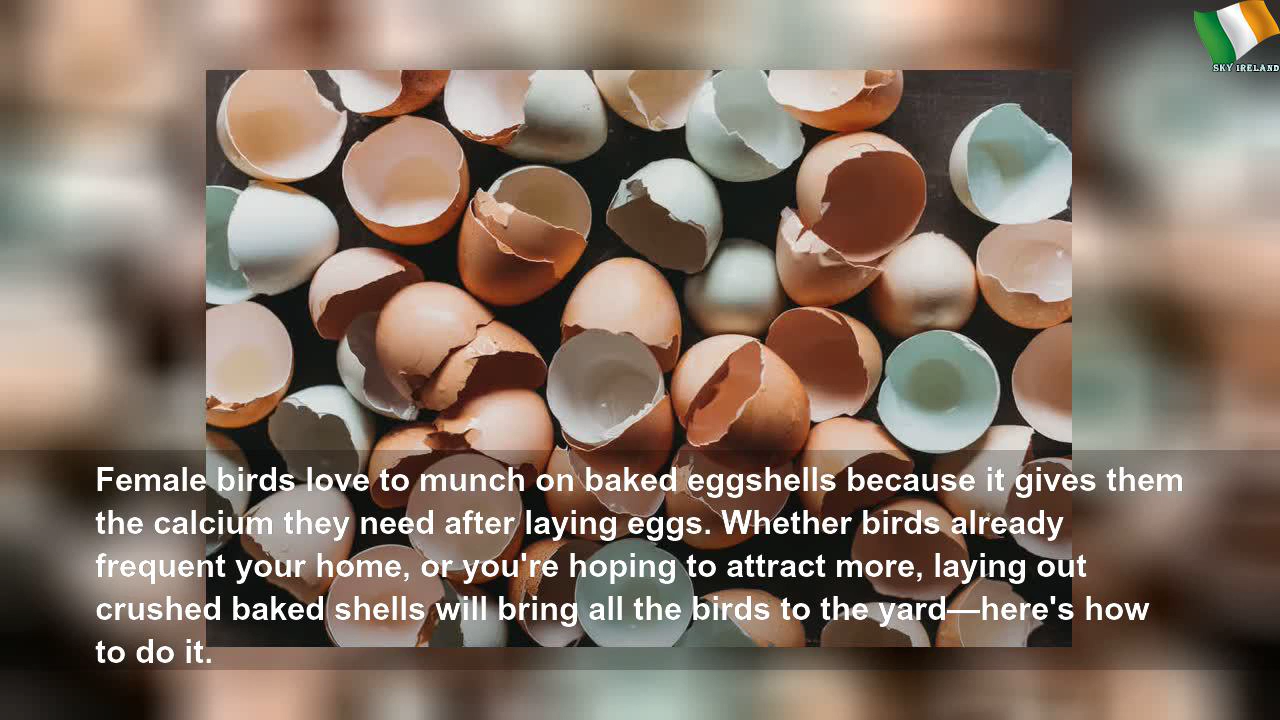 SKY IRELAND
Female birds love to munch on baked eggshells because it gives them
the calcium they need after laying eggs. Whether birds already
frequent your home, or you're hoping to attract more, laying out
crushed baked shells will bring all the birds to the yard—here's how
to do it.